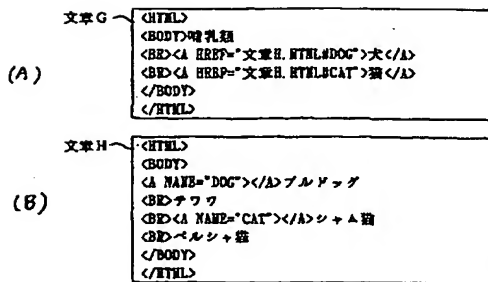 文章G
(A)
<HTML>
<BODY>哺乳類
<BR><A HREF="文章H.HTML#DOG">犬</A>
<BR><A HREF="文章H.HTML#CAT">猫</A>
</BODY>
</HTML>
文章H
(B)
<HTML>
<BODY>
<A NAME="DOG"></A>ブルドッグ
<BR>チワワ
<BR><A NAME="CAT"></A>シャム猫
<BR>ペルシャ猫
</BODY>
</HTML>